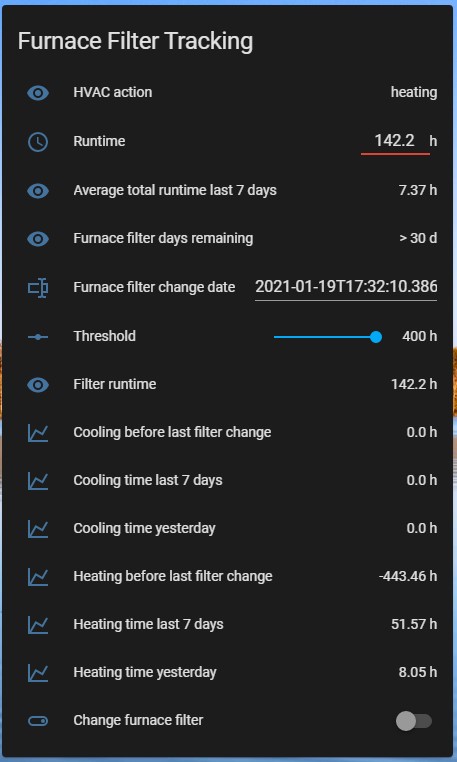 Furnace Filter Tracking
HVAC action heating
Runtime 142.2 h
Average total runtime last 7 days 7.37 h
Furnace filter days remaining > 30 d
Furnace filter change date 2021-01-19T17:32:10.386
Threshold 400 h
Filter runtime 142.2 h
Cooling before last filter change 0.0 h
Cooling time last 7 days 0.0 h
Cooling time yesterday 0.0 h
Heating before last filter change -443.46 h
Heating time last 7 days 51.57 h
Heating time yesterday 8.05 h
Change furnace filter